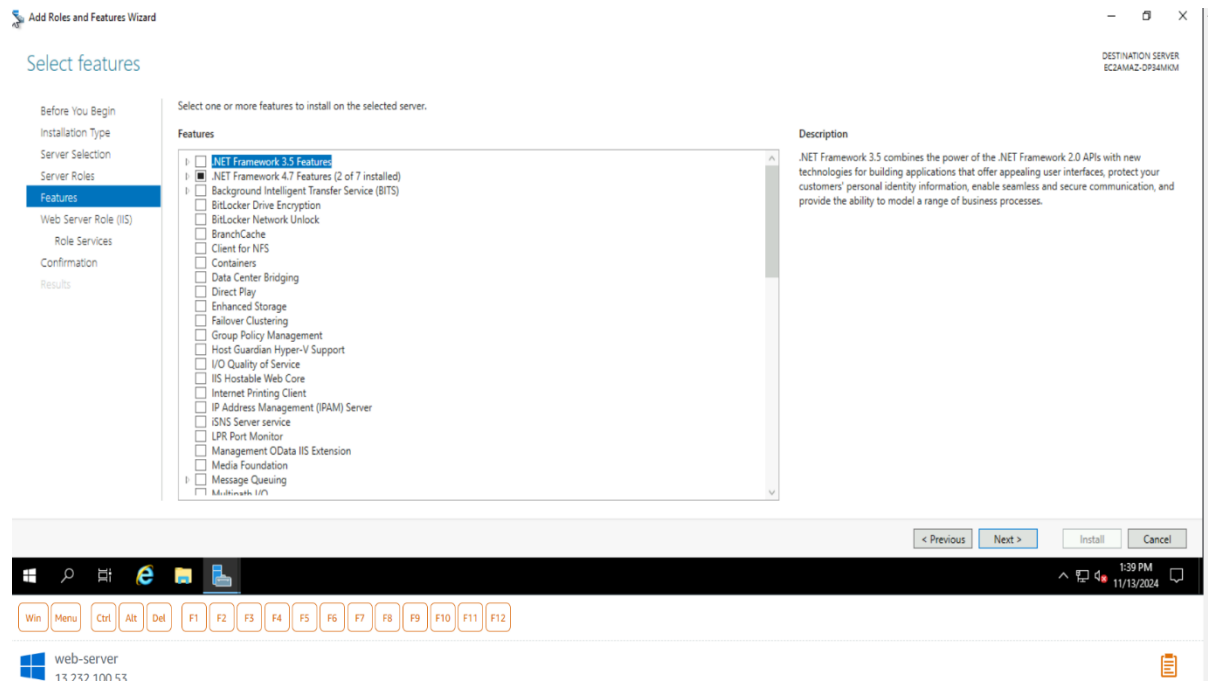 Add Roles and Features Wizard
Select features
DESTINATION SERVER
EC2AMAZ-DP34MKM
Before You Begin
Installation Type
Server Selection
Server Roles
Features
Web Server Role (IIS)
Role Services
Confirmation
Results
Select one or more features to install on the selected server.
Features
.NET Framework 3.5 Features
.NET Framework 4.7 Features (2 of 7 installed)
Background Intelligent Transfer Service (BITS)
BitLocker Drive Encryption
BitLocker Network Unlock
BranchCache
Client for NFS
Containers
Data Center Bridging
Direct Play
Enhanced Storage
Failover Clustering
Group Policy Management
Host Guardian Hyper-V Support
I/O Quality of Service
IIS Hostable Web Core
Internet Printing Client
IP Address Management (IPAM) Server
iSNS Server service
LPR Port Monitor
Management OData IIS Extension
Media Foundation
Message Queuing
Multipath I/O
Description
.NET Framework 3.5 combines the power of the .NET Framework 2.0 APIs with new
technologies for building applications that offer appealing user interfaces, protect your
customers' personal identity information, enable seamless and secure communication, and
provide the ability to model a range of business processes.
< Previous
Next >
Install
Cancel
1:39 PM
11/13/2024
Win Menu Ctrl Alt Del F1 F2 F3 F4 F5 F6 F7 F8 F9 F10 F11 F12
web-server
13.232.100.53